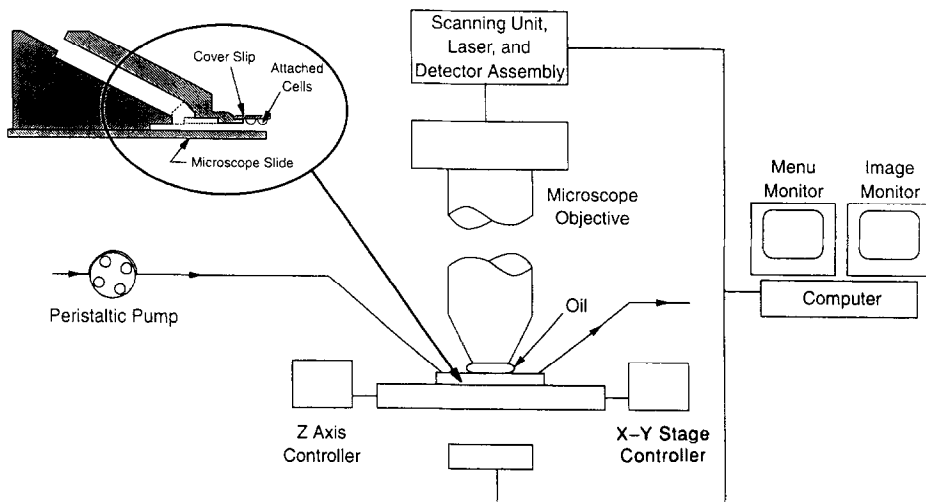 Scanning Unit,
Laser, and
Detector Assembly
Cover Slip
Attached
Cells
Microscope Slide
Menu
Monitor
Image
Monitor
Microscope
Objective
Computer
Peristaltic Pump
Oil
Z Axis
Controller
X–Y Stage
Controller